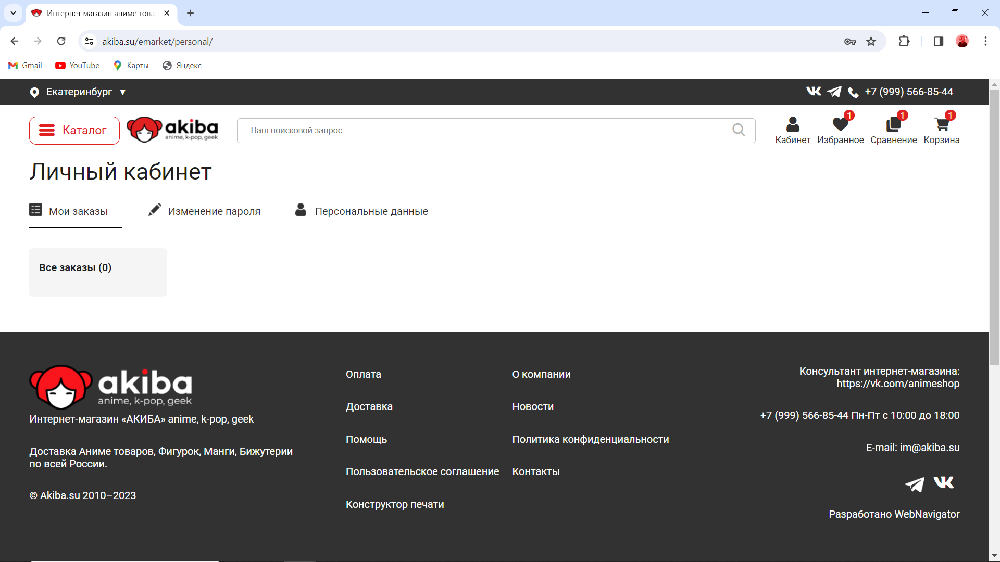 Интернет магазин аниме това
akiba.su/emarket/personal/
Gmail
YouTube
Карты
Яндекс
Екатеринбург ▼
+7 (999) 566-85-44
Каталог
akiba
anime, k-pop, geek
Ваш поисковой запрос...
Кабинет
1
Избранное
1
Сравнение
1
Корзина
Личный кабинет
Мои заказы
Изменение пароля
Персональные данные
Все заказы (0)
akiba
anime, k-pop, geek
Интернет-магазин «АКИБА» anime, k-pop, geek
Доставка Аниме товаров, Фигурок, Манги, Бижутерии
по всей России.
© Akiba.su 2010–2023
Оплата
Доставка
Помощь
Пользовательское соглашение
Конструктор печати
О компании
Новости
Политика конфиденциальности
Контакты
Консультант интернет-магазина:
https://vk.com/animeshop
+7 (999) 566-85-44 Пн-Пт с 10:00 до 18:00
E-mail: im@akiba.su
Разработано WebNavigator